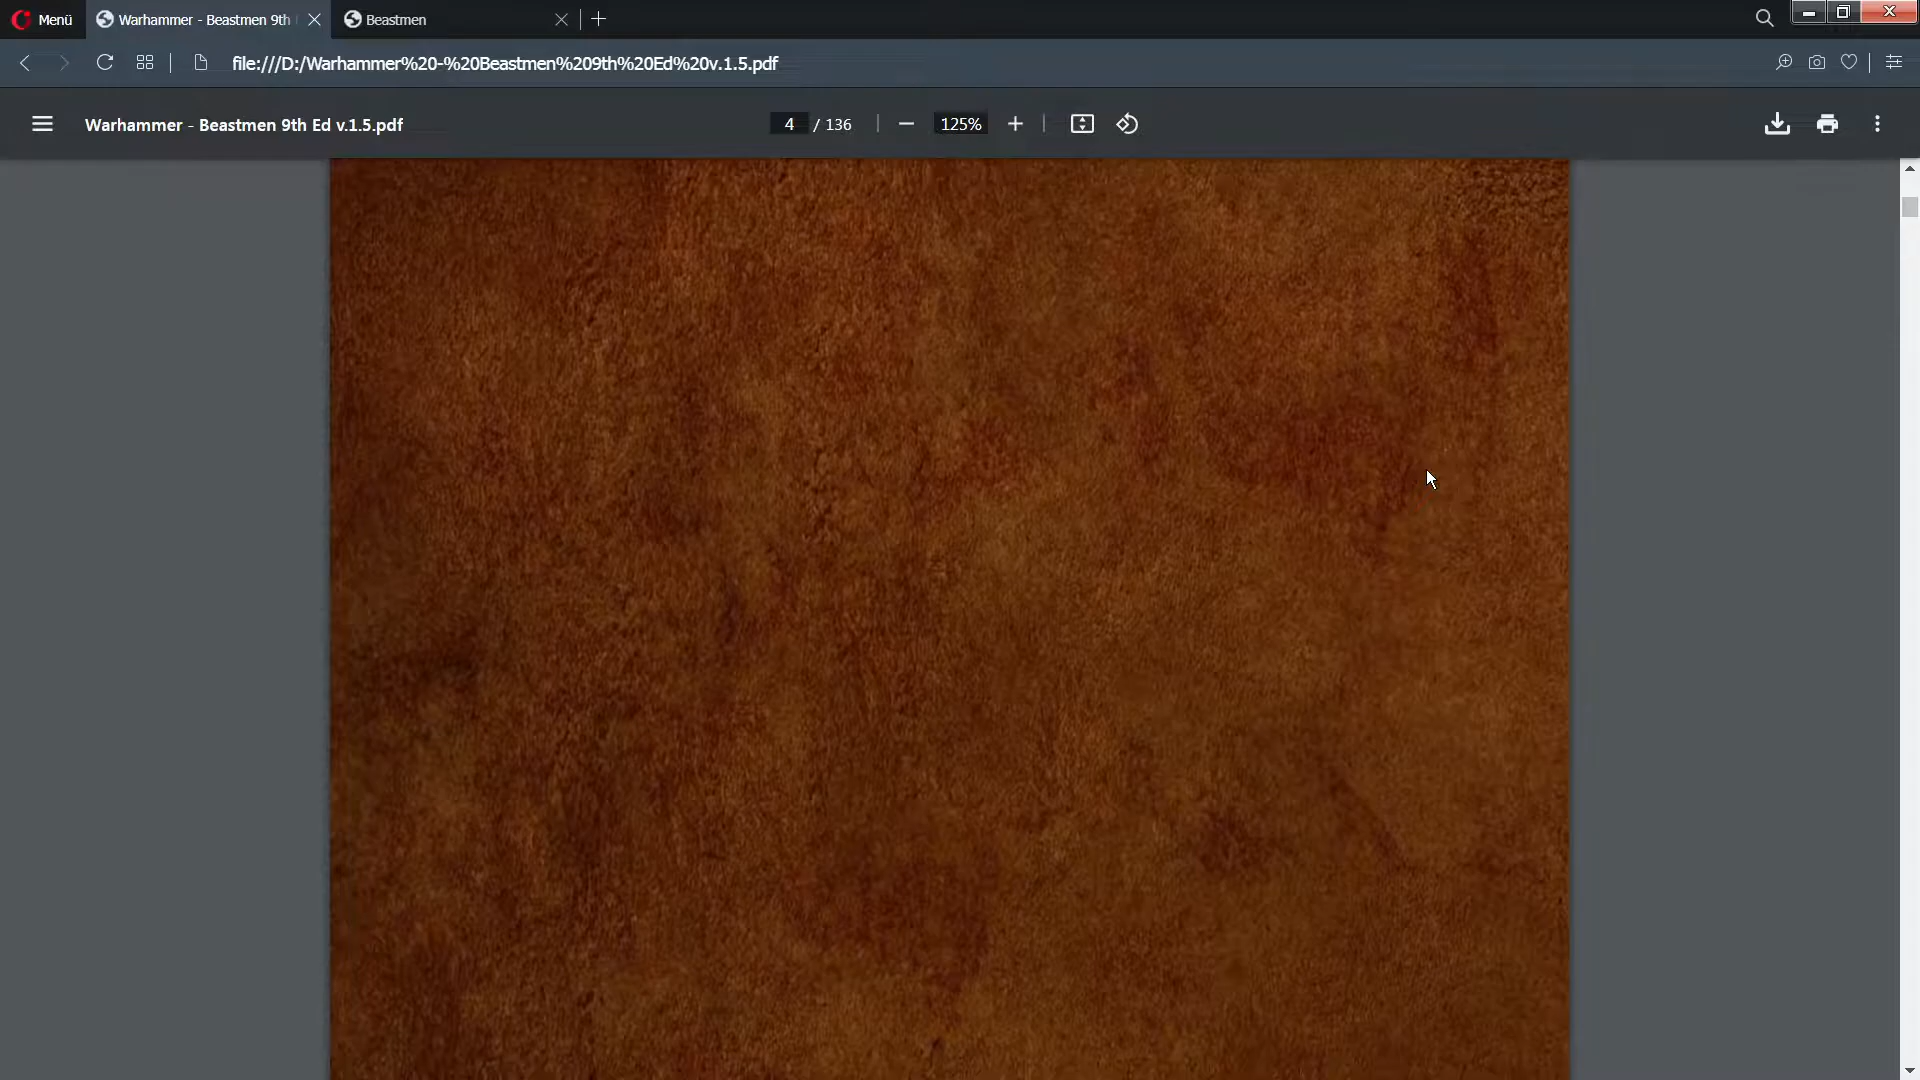 Menü
Warhammer - Beastmen 9th
Beastmen
file:///D:/Warhammer%20-%20Beastmen%209th%20Ed%20v.1.5.pdf
Warhammer - Beastmen 9th Ed v.1.5.pdf
4 / 136
125%